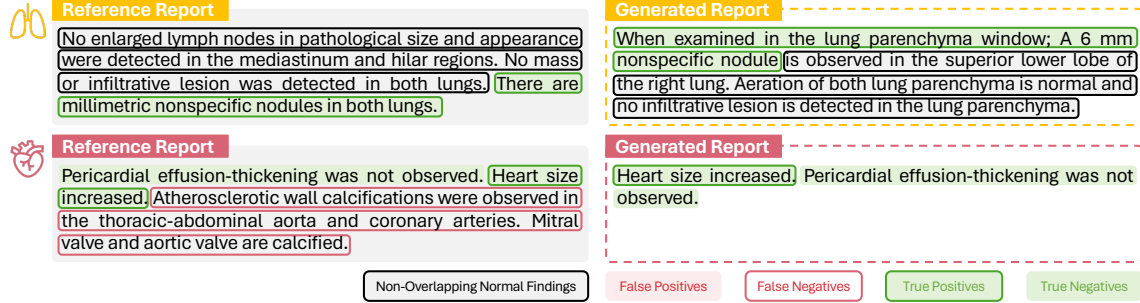 Reference Report
No enlarged lymph nodes in pathological size and appearance
were detected in the mediastinum and hilar regions. No mass
or infiltrative lesion was detected in both lungs. There are
millimetric nonspecific nodules in both lungs.
Generated Report
When examined in the lung parenchyma window; A 6 mm
nonspecific nodule is observed in the superior lower lobe of
the right lung. Aeration of both lung parenchyma is normal and
no infiltrative lesion is detected in the lung parenchyma.
Reference Report
Pericardial effusion-thickening was not observed. Heart size
increased. Atherosclerotic wall calcifications were observed in
the thoracic-abdominal aorta and coronary arteries. Mitral
valve and aortic valve are calcified.
Generated Report
Heart size increased. Pericardial effusion-thickening was not
observed.
Non-Overlapping Normal Findings
False Positives
False Negatives
True Positives
True Negatives